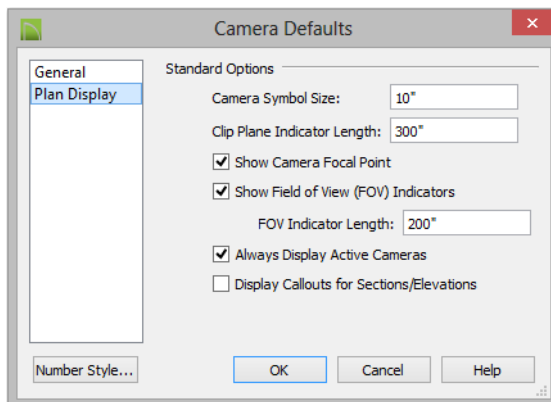 Camera Defaults
General
Plan Display
Standard Options
Camera Symbol Size: 10"
Clip Plane Indicator Length: 300"
Show Camera Focal Point
Show Field of View (FOV) Indicators
FOV Indicator Length: 200"
Always Display Active Cameras
Display Callouts for Sections/Elevations
Number Style... OK Cancel Help